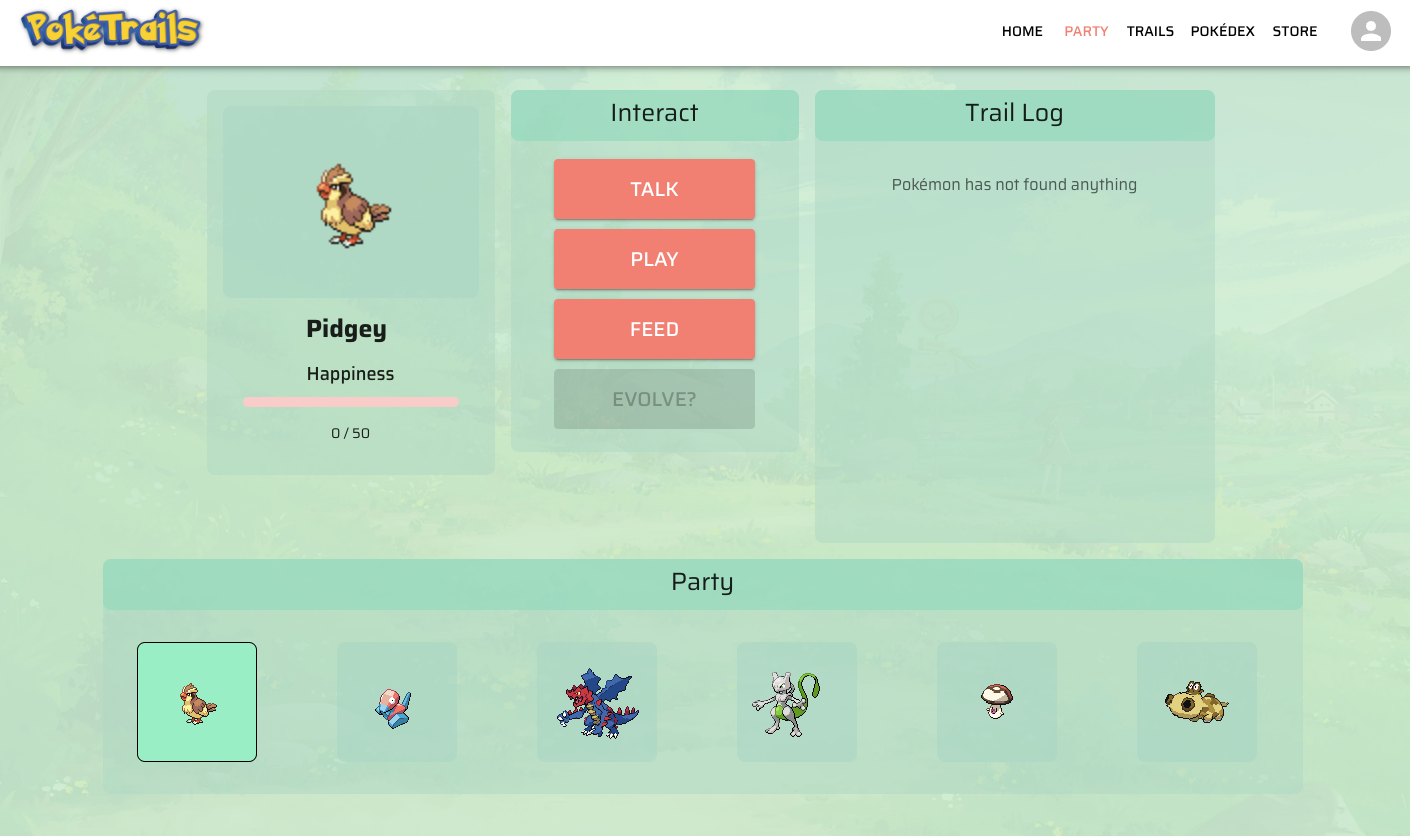 PokéTrails
HOME PARTY TRAILS POKÉDEX STORE
Pidgey
Happiness
0 / 50
Interact
TALK
PLAY
FEED
EVOLVE?
Trail Log
Pokémon has not found anything
Party